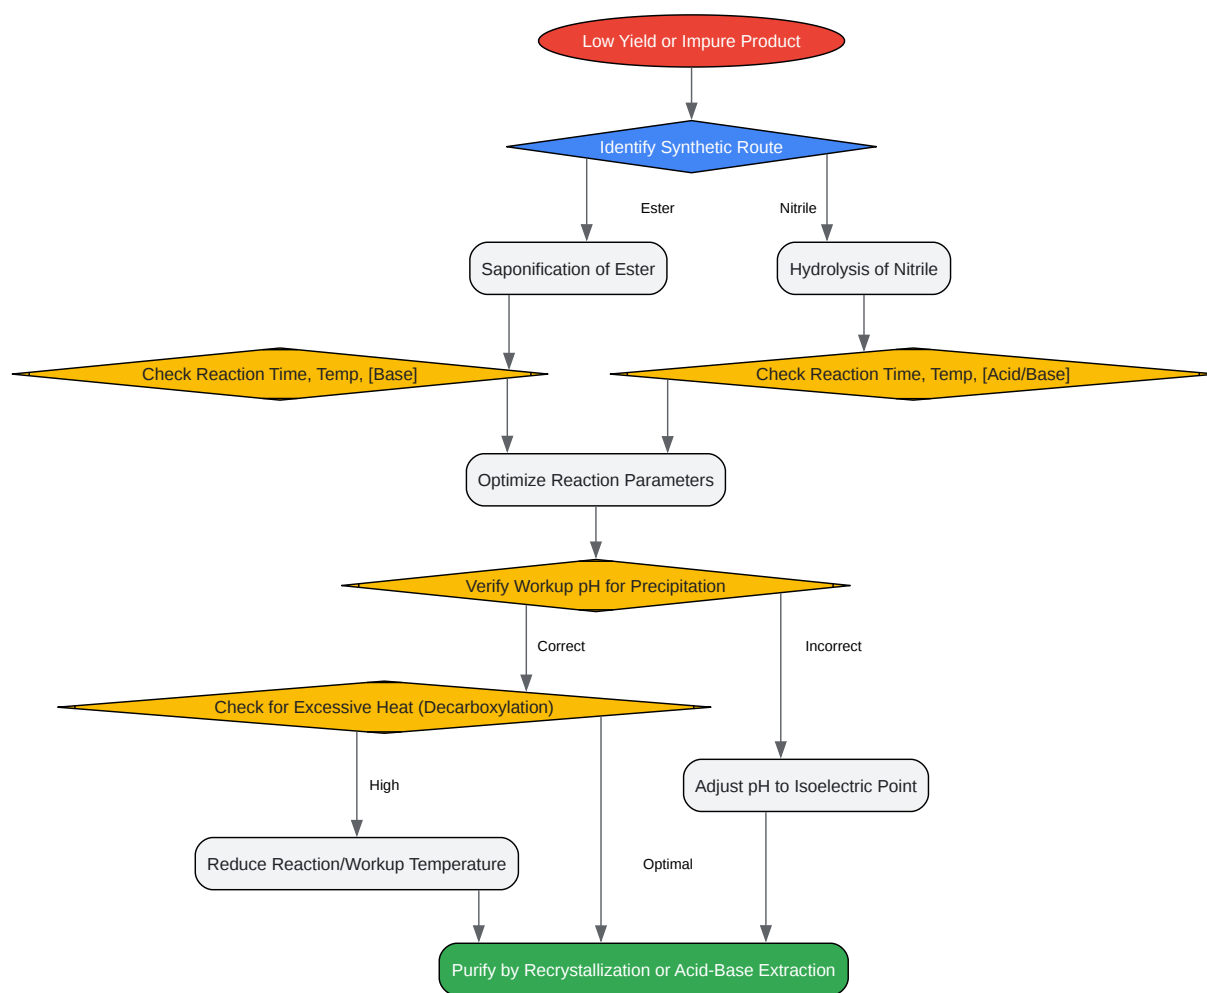 Low Yield or Impure Product
Identify Synthetic Route
Ester
Nitrile
Saponification of Ester
Hydrolysis of Nitrile
Check Reaction Time, Temp, [Base]
Check Reaction Time, Temp, [Acid/Base]
Optimize Reaction Parameters
Verify Workup pH for Precipitation
Correct
Incorrect
Check for Excessive Heat (Decarboxylation)
High
Adjust pH to Isoelectric Point
Reduce Reaction/Workup Temperature
Optimal
Purify by Recrystallization or Acid-Base Extraction